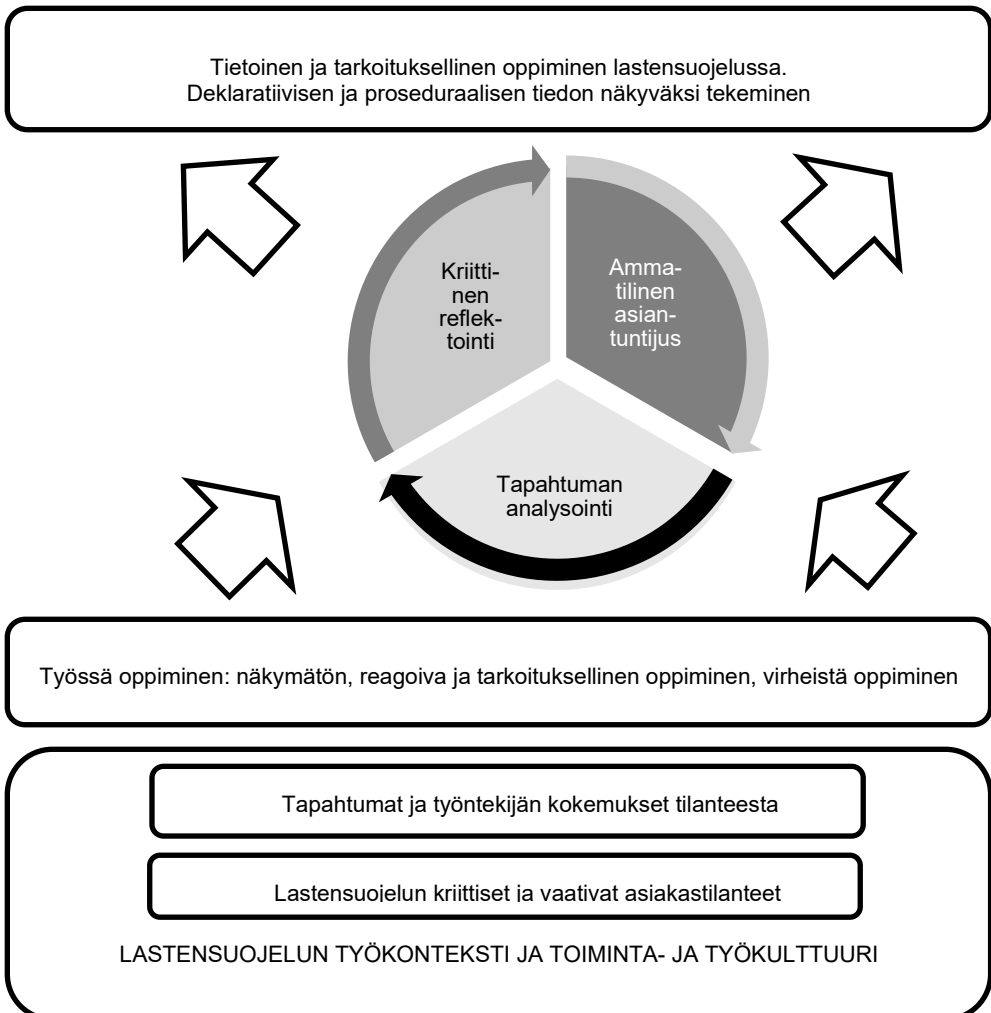 Tietoinen ja tarkoituksellinen oppiminen lastensuojelussa.
Deklaratiivisen ja proseduraalisen tiedon näkyväksi tekeminen
Kriitti-
nen
reflek-
tointi
Amma-
tilinen
asian-
tuntijus
Tapahtuman
analysointi
Työssä oppiminen: näkymätön, reagoiva ja tarkoituksellinen oppiminen, virheistä oppiminen
Tapahtumat ja työntekijän kokemukset tilanteesta
Lastensuojelun kriittiset ja vaativat asiakastilanteet
LASTENSUOJELUN TYÖKONTEKSTI JA TOIMINTA- JA TYÖKULTTUURI